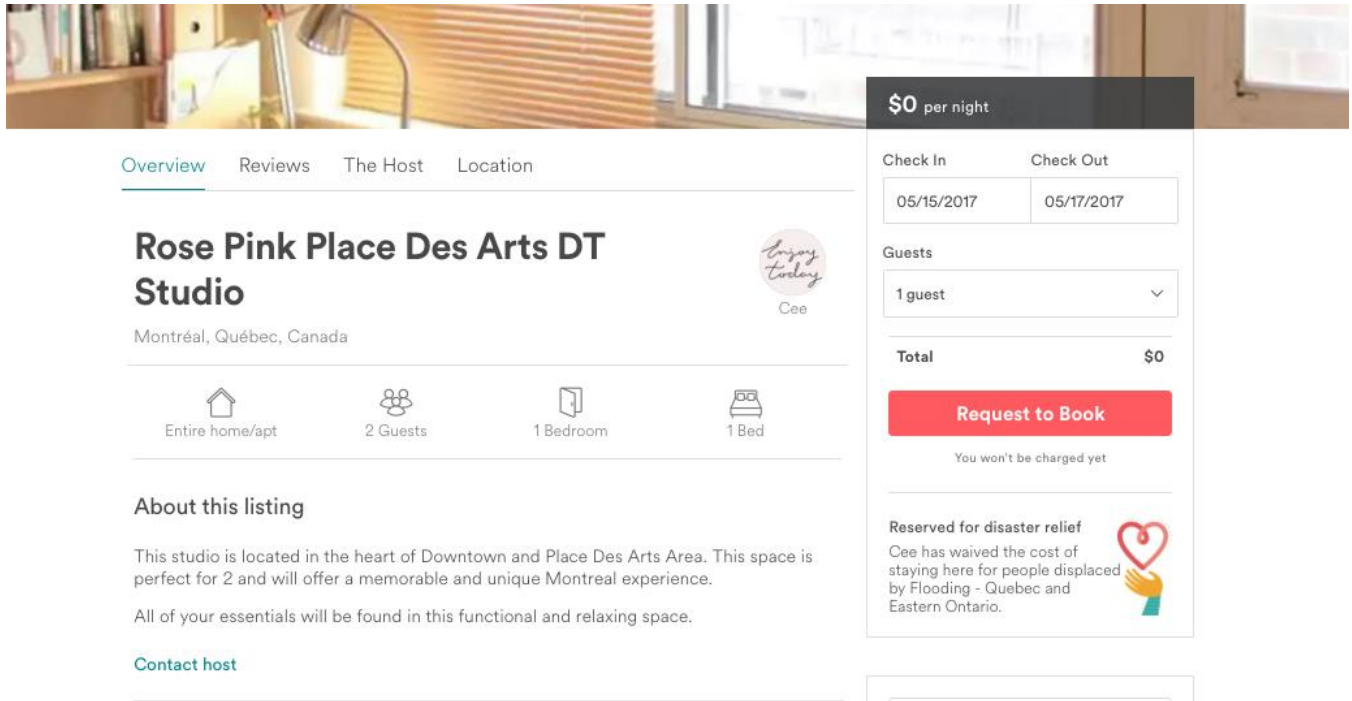 $0 per night
Overview Reviews The Host Location
Check In Check Out
05/15/2017 05/17/2017
Rose Pink Place Des Arts DT
Studio
Enjoy
today
Cee
Montréal, Québec, Canada
Guests
1 guest
Total $0
Entire home/apt 2 Guests 1 Bedroom 1 Bed
Request to Book
You won't be charged yet
About this listing
This studio is located in the heart of Downtown and Place Des Arts Area. This space is
perfect for 2 and will offer a memorable and unique Montreal experience.
All of your essentials will be found in this functional and relaxing space.
Contact host
Reserved for disaster relief
Cee has waived the cost of
staying here for people displaced
by Flooding - Quebec and
Eastern Ontario.